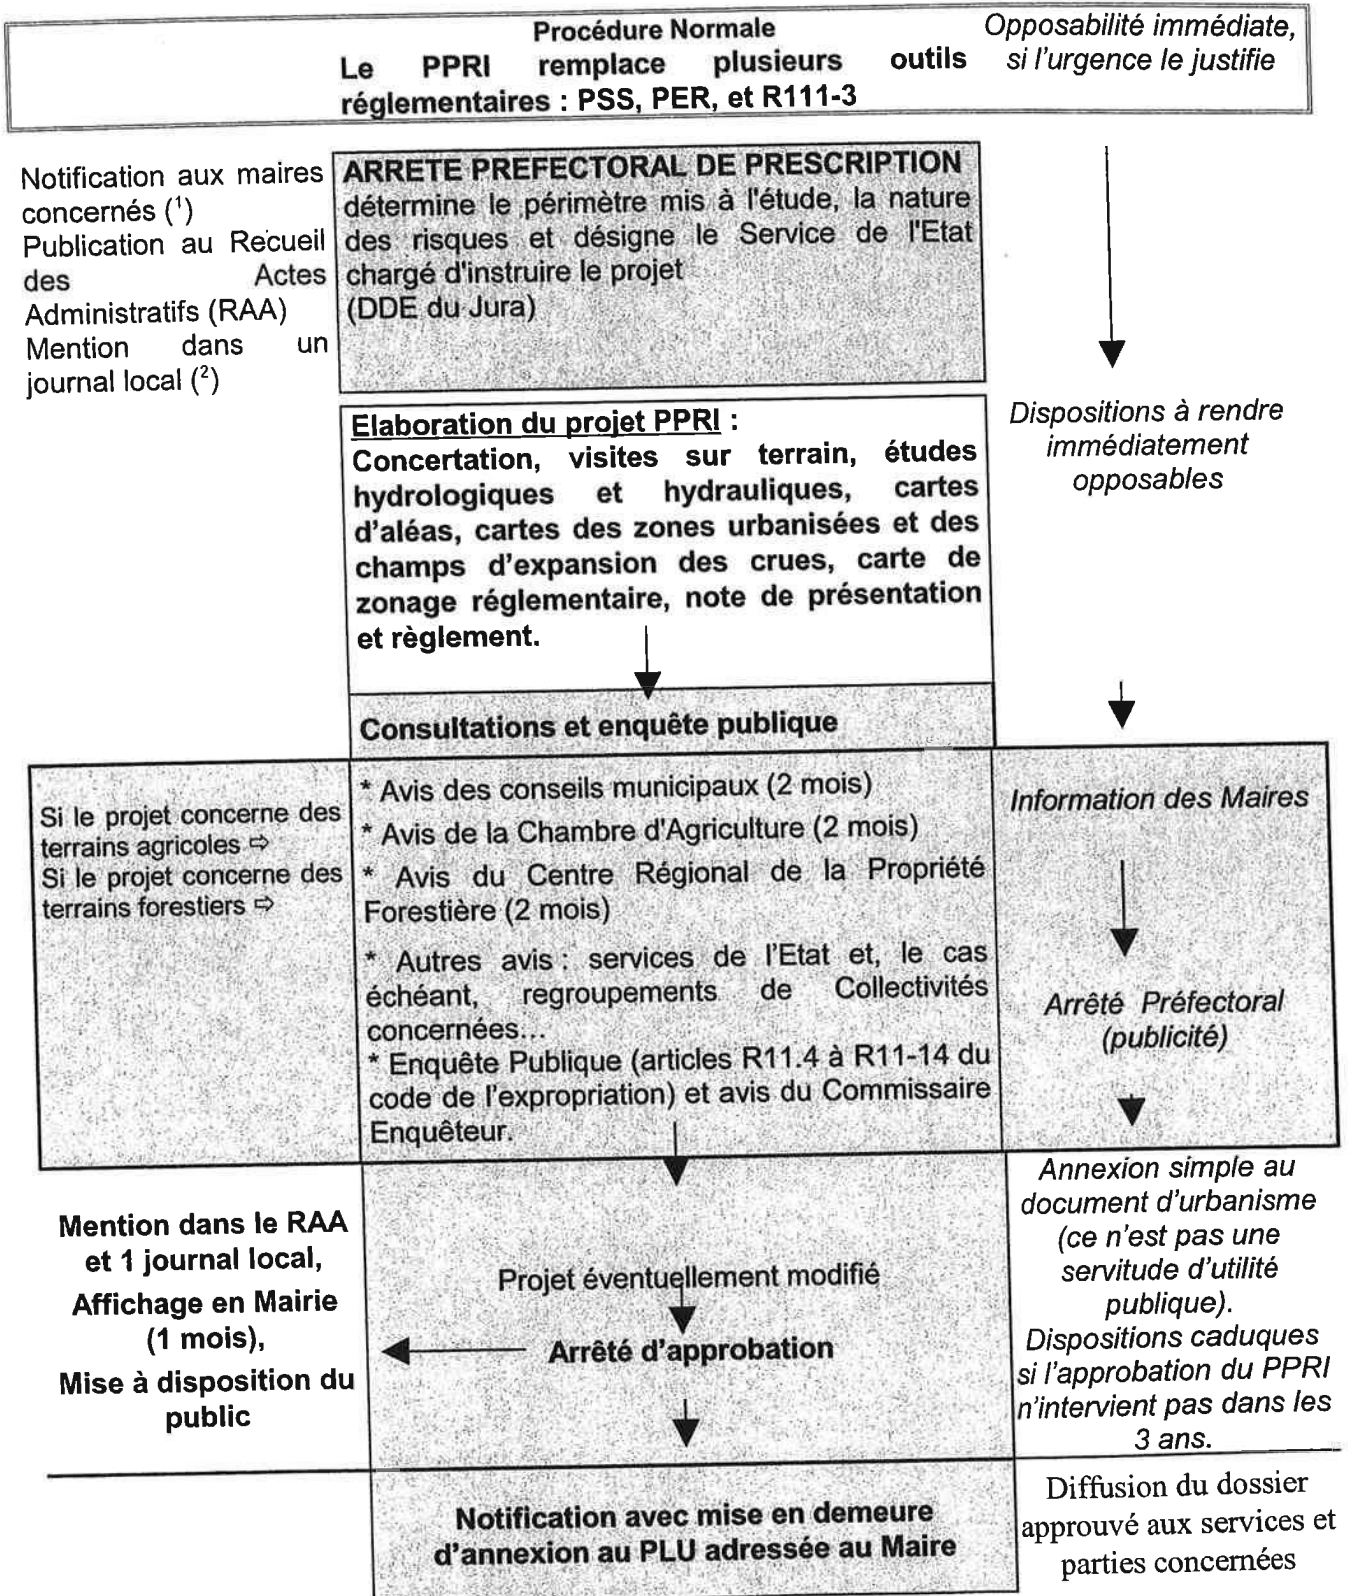 Procédure Normale
Le PPRI remplace plusieurs outils
réglementaires : PSS, PER, et R111-3
Opposabilité immédiate,
si l'urgence le justifie
Notification aux maires
concernés (¹)
Publication au Recueil
des Actes
Administratifs (RAA)
Mention dans un
journal local (²)
ARRETE PREFECTORAL DE PRESCRIPTION
détermine le périmètre mis à l'étude, la nature
des risques et désigne le Service de l'Etat
chargé d'instruire le projet
(DDE du Jura)
Elaboration du projet PPRI :
Concertation, visites sur terrain, études
hydrologiques et hydrauliques, cartes
d'aléas, cartes des zones urbanisées et des
champs d'expansion des crues, carte de
zonage réglementaire, note de présentation
et règlement.
Dispositions à rendre
immédiatement
opposables
Consultations et enquête publique
Si le projet concerne des
terrains agricoles ⇨
Si le projet concerne des
terrains forestiers ⇨
* Avis des conseils municipaux (2 mois)
* Avis de la Chambre d'Agriculture (2 mois)
* Avis du Centre Régional de la Propriété
Forestière (2 mois)
* Autres avis : services de l'Etat et, le cas
échéant, regroupements de Collectivités
concernées...
* Enquête Publique (articles R11.4 à R11-14 du
code de l'expropriation) et avis du Commissaire
Enquêteur.
Information des Maires
Arrêté Préfectoral
(publicité)
Mention dans le RAA
et 1 journal local,
Affichage en Mairie
(1 mois),
Mise à disposition du
public
Projet éventuellement modifié
Arrêté d'approbation
Annexion simple au
document d'urbanisme
(ce n'est pas une
servitude d'utilité
publique).
Dispositions caduques
si l'approbation du PPRI
n'intervient pas dans les
3 ans.
Notification avec mise en demeure
d'annexion au PLU adressée au Maire
Diffusion du dossier
approuvé aux services et
parties concernées